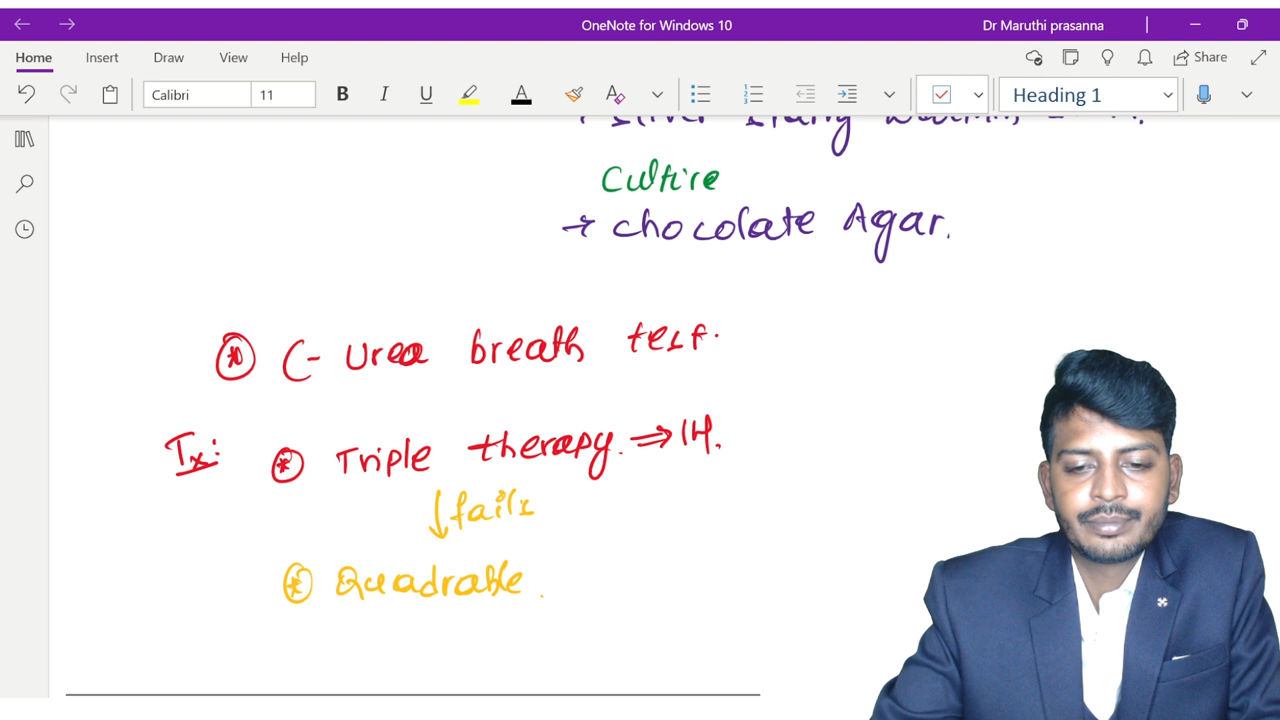 OneNote for Windows 10
Dr Maruthi prasanna
Home Insert Draw View Help
Share
Calibri 11 B I U A A Heading 1
Culture
→ chocolate Agar.
C- Urea breath test.
Tx: Triple therapy. ⇒ 14.
↓ fails
Quadrable.